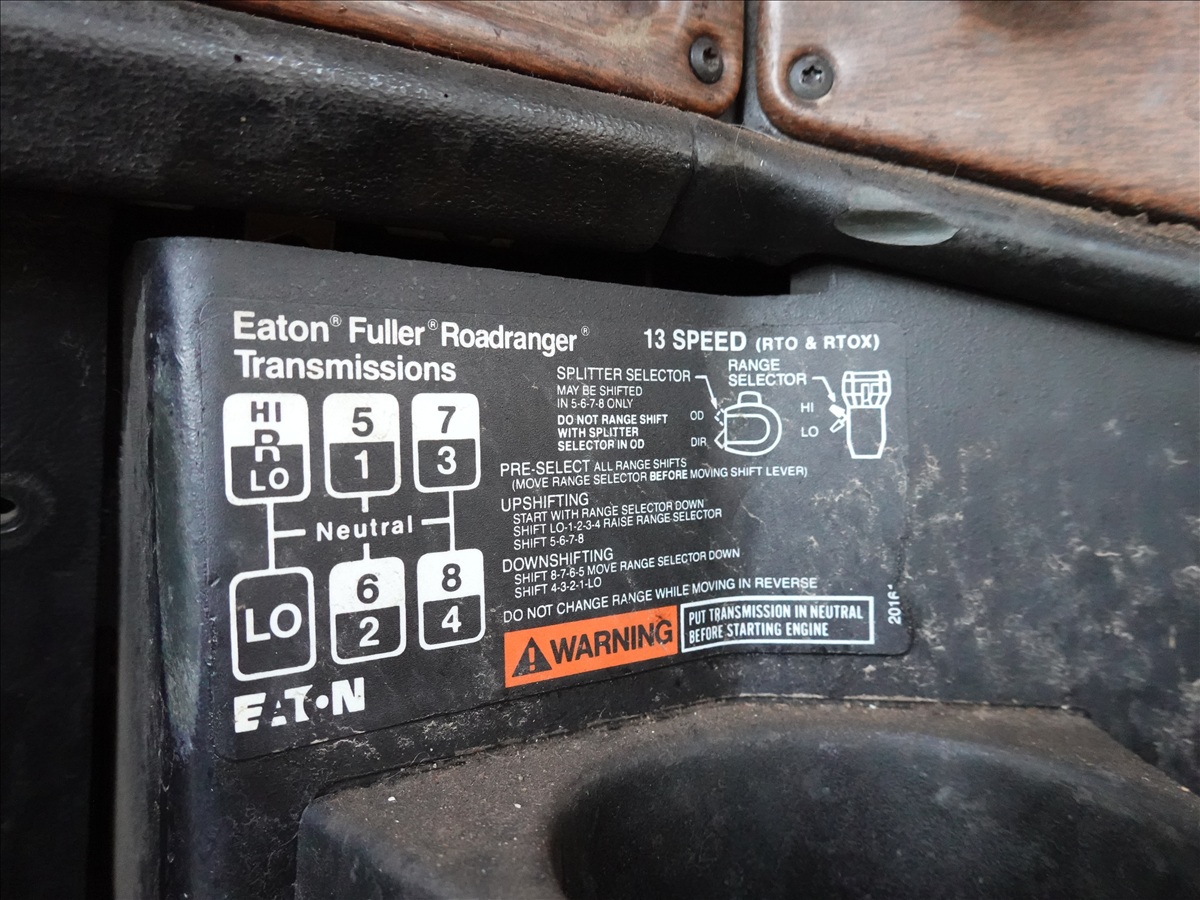 Eaton® Fuller® Roadranger®
Transmissions
13 SPEED (RTO & RTOX)
HI
R
LO
5
1
7
3
Neutral
LO
6
2
8
4
SPLITTER SELECTOR
MAY BE SHIFTED
IN 5-6-7-8 ONLY
DO NOT RANGE SHIFT
WITH SPLITTER
SELECTOR IN OD
OD
DIR
RANGE
SELECTOR
HI
LO
PRE-SELECT ALL RANGE SHIFTS
(MOVE RANGE SELECTOR BEFORE MOVING SHIFT LEVER)
UPSHIFTING
START WITH RANGE SELECTOR DOWN
SHIFT LO-1-2-3-4 RAISE RANGE SELECTOR
SHIFT 5-6-7-8
DOWNSHIFTING
SHIFT 8-7-6-5 MOVE RANGE SELECTOR DOWN
SHIFT 4-3-2-1-LO
DO NOT CHANGE RANGE WHILE MOVING IN REVERSE
WARNING
PUT TRANSMISSION IN NEUTRAL
BEFORE STARTING ENGINE
EATON